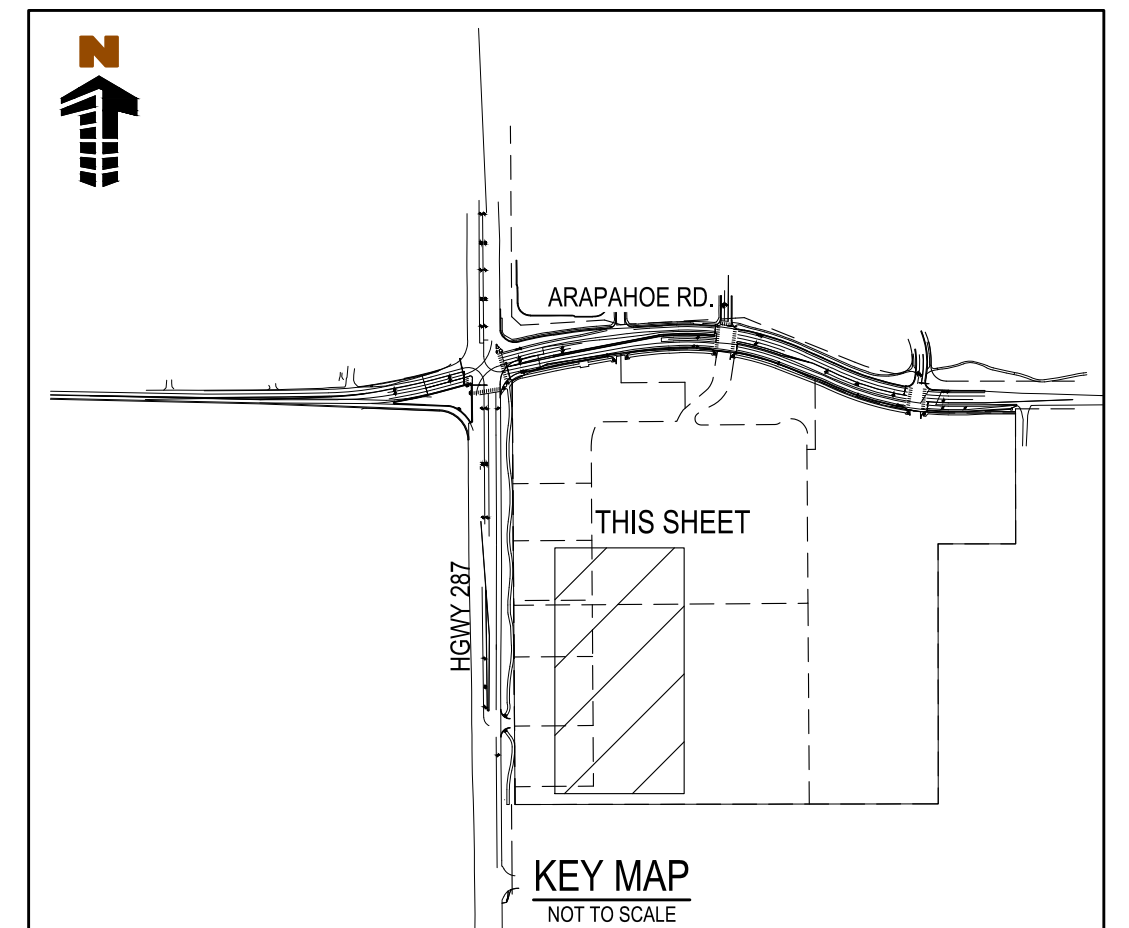 N
ARAPAHOE RD.
THIS SHEET
HGWY 287
KEY MAP
NOT TO SCALE